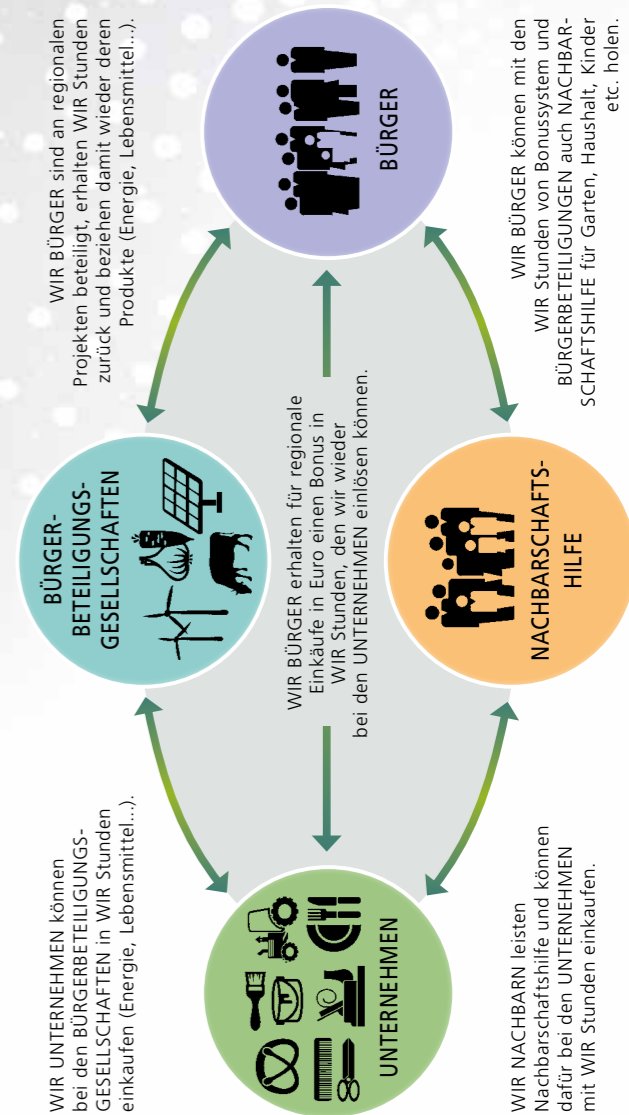 WIR UNTERNEHMEN können
bei den BÜRGERBETEILIGUNGS-
GESELLSCHAFTEN in WIR Stunden
einkaufen (Energie, Lebensmittel...).
BÜRGER-
BETEILIGUNGS-
GESELLSCHAFTEN
WIR BÜRGER sind an regionalen
Projekten beteiligt, erhalten WIR Stunden
zurück und beziehen damit wieder deren
Produkte (Energie, Lebensmittel...).
UNTERNEHMEN
WIR BÜRGER erhalten für regionale
Einkäufe in Euro einen Bonus in
WIR Stunden, den wir wieder
bei den UNTERNEHMEN einlösen können.
BÜRGER
WIR NACHBARN leisten
Nachbarschaftshilfe und können
dafür bei den UNTERNEHMEN
mit WIR Stunden einkaufen.
NACHBARSCHAFTS-
HILFE
WIR BÜRGER können mit den
WIR Stunden von Bonussystem und
BÜRGERBETEILIGUNGEN auch NACHBAR-
SCHAFTSHILFE für Garten, Haushalt, Kinder
etc. holen.